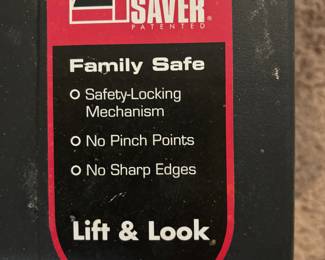 SAVER®
PATENTED
Family Safe
Safety-Locking
Mechanism
No Pinch Points
No Sharp Edges
Lift & Look